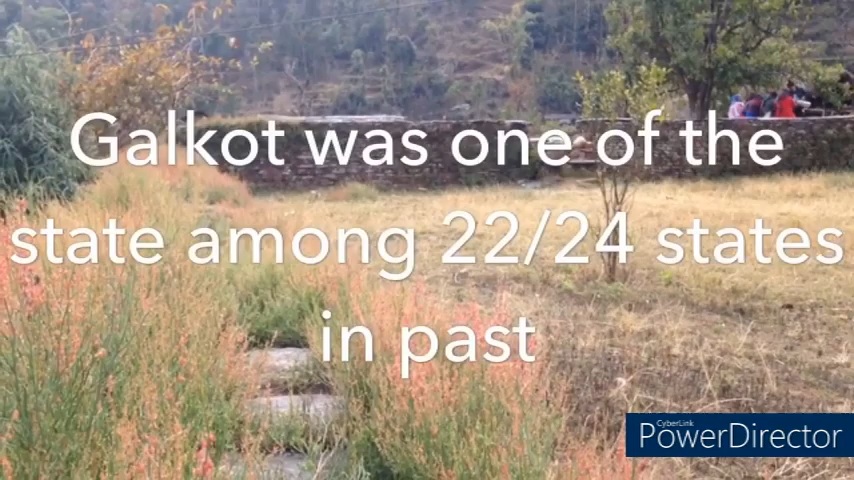 Galkot was one of the
state among 22/24 states
in past
CyberLink
PowerDirector